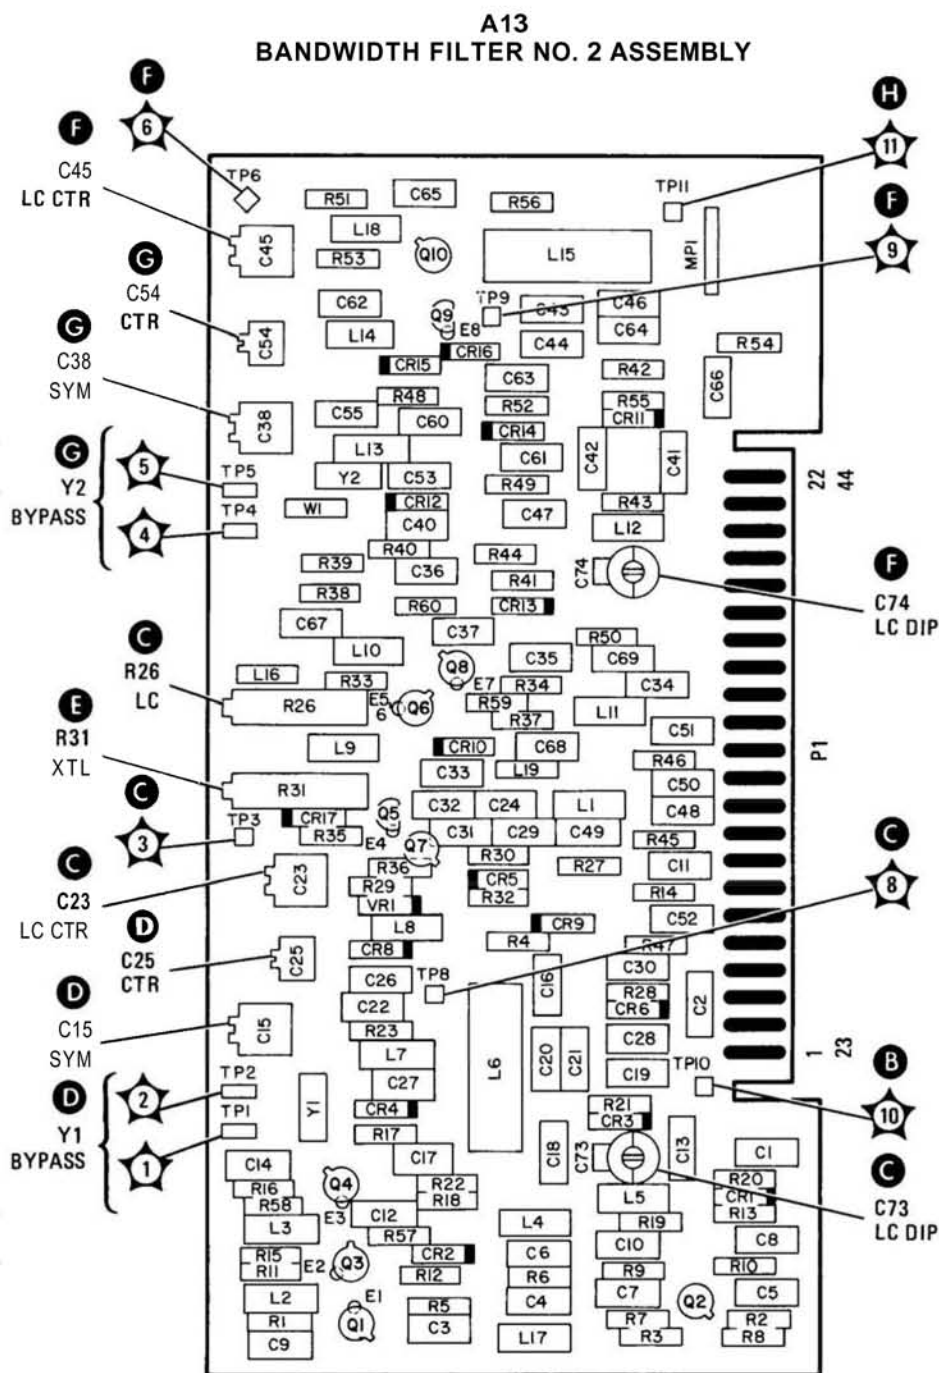 A13
BANDWIDTH FILTER NO. 2 ASSEMBLY
F
6
H
11
F
C45
LC CTR
TP6
R51
C65
R56
TP11
F
9
L18
C45
R53
Q10
L15
MP1
G
C54
CTR
C62
Q9
TP9
C43
C46
C54
L14
E8
C44
C64
R54
G
C38
SYM
CR16
CR15
C63
R42
C66
R48
C38
C55
C60
R52
R55
CR11
CR14
G
Y2
BYPASS
5
TP5
L13
C61
C42
C41
22
44
Y2
C53
R49
4
TP4
W1
CR12
C40
C47
R43
L12
R40
R39
C36
R44
R41
C74
F
C74
LC DIP
R38
R60
CR13
C67
C37
R50
C
R26
LC
L10
C35
C69
Q8
L16
R33
E7
R34
C34
R26
E5
6
Q6
R59
R37
L11
E
R31
XTL
L9
CR10
C68
C51
R46
P1
C33
L19
C50
R31
C
3
TP3
CR17
R35
Q5
C32
C24
L1
C48
E4
C31
C29
C49
R45
C
8
Q7
R30
C11
C
C23
LC CTR
C23
R36
R27
R29
CR5
R14
VR1
R32
L8
CR9
C52
D
C25
CTR
C25
CR8
R4
R47
C26
TP8
C16
C30
D
C15
SYM
C15
C22
R28
CR6
C2
R23
L7
L6
C20
C21
C28
1
23
D
Y1
BYPASS
2
TP2
Y1
C27
C19
TP10
B
10
1
TP1
CR4
R21
CR3
R17
C18
C73
C13
C
C73
LC DIP
C14
C17
C1
R16
Q4
R22
R20
R58
R18
L5
CR1
L3
E3
C12
L4
R19
R13
R57
C10
C8
R15
R11
E2
Q3
CR2
C6
R12
R6
R9
R10
L2
E1
C4
C7
Q2
C5
R1
Q1
R5
R7
R2
C9
C3
L17
R3
R8